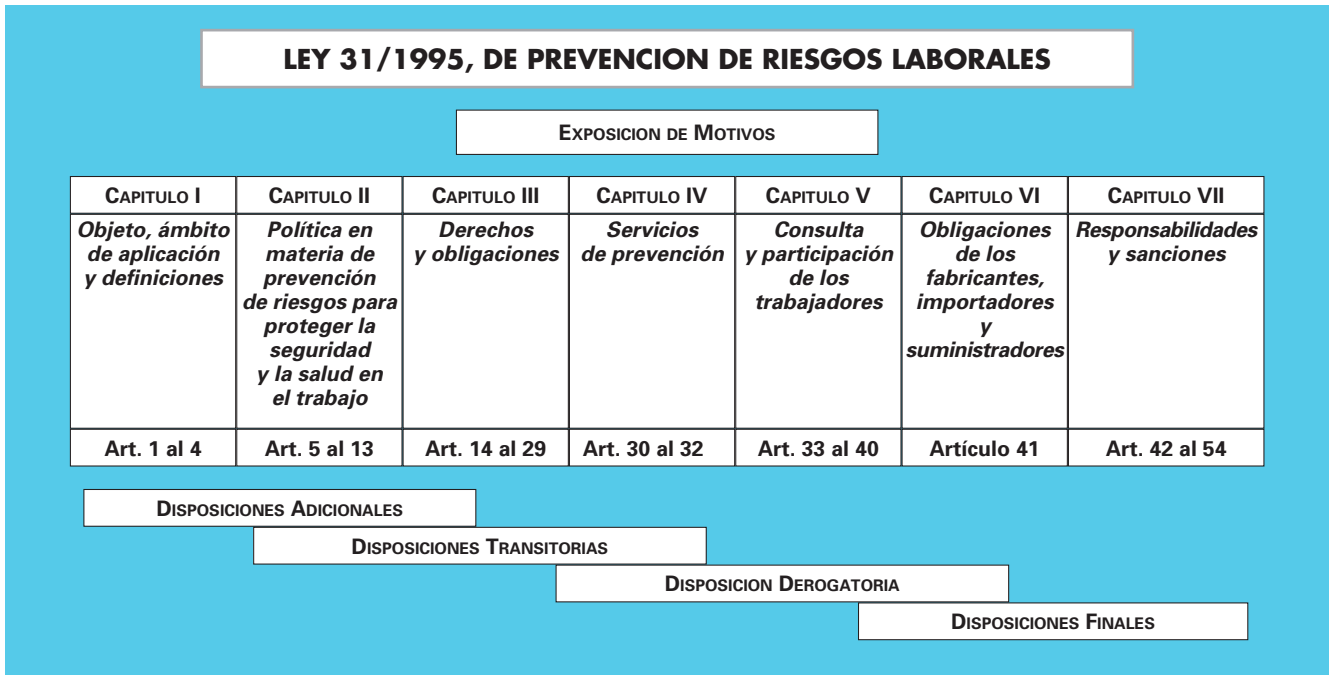 LEY 31/1995, DE PREVENCION DE RIESGOS LABORALES
EXPOSICION DE MOTIVOS
CAPITULO I
Objeto, ámbito
de aplicación
y definiciones
Art. 1 al 4
CAPITULO II
Política en
materia de
prevención
de riesgos para
proteger la
seguridad
y la salud en
el trabajo
Art. 5 al 13
CAPITULO III
Derechos
y obligaciones
Art. 14 al 29
CAPITULO IV
Servicios
de prevención
Art. 30 al 32
CAPITULO V
Consulta
y participación
de los
trabajadores
Art. 33 al 40
CAPITULO VI
Obligaciones
de los
fabricantes,
importadores
y
suministradores
Artículo 41
CAPITULO VII
Responsabilidades
y sanciones
Art. 42 al 54
DISPOSICIONES ADICIONALES
DISPOSICIONES TRANSITORIAS
DISPOSICION DEROGATORIA
DISPOSICIONES FINALES